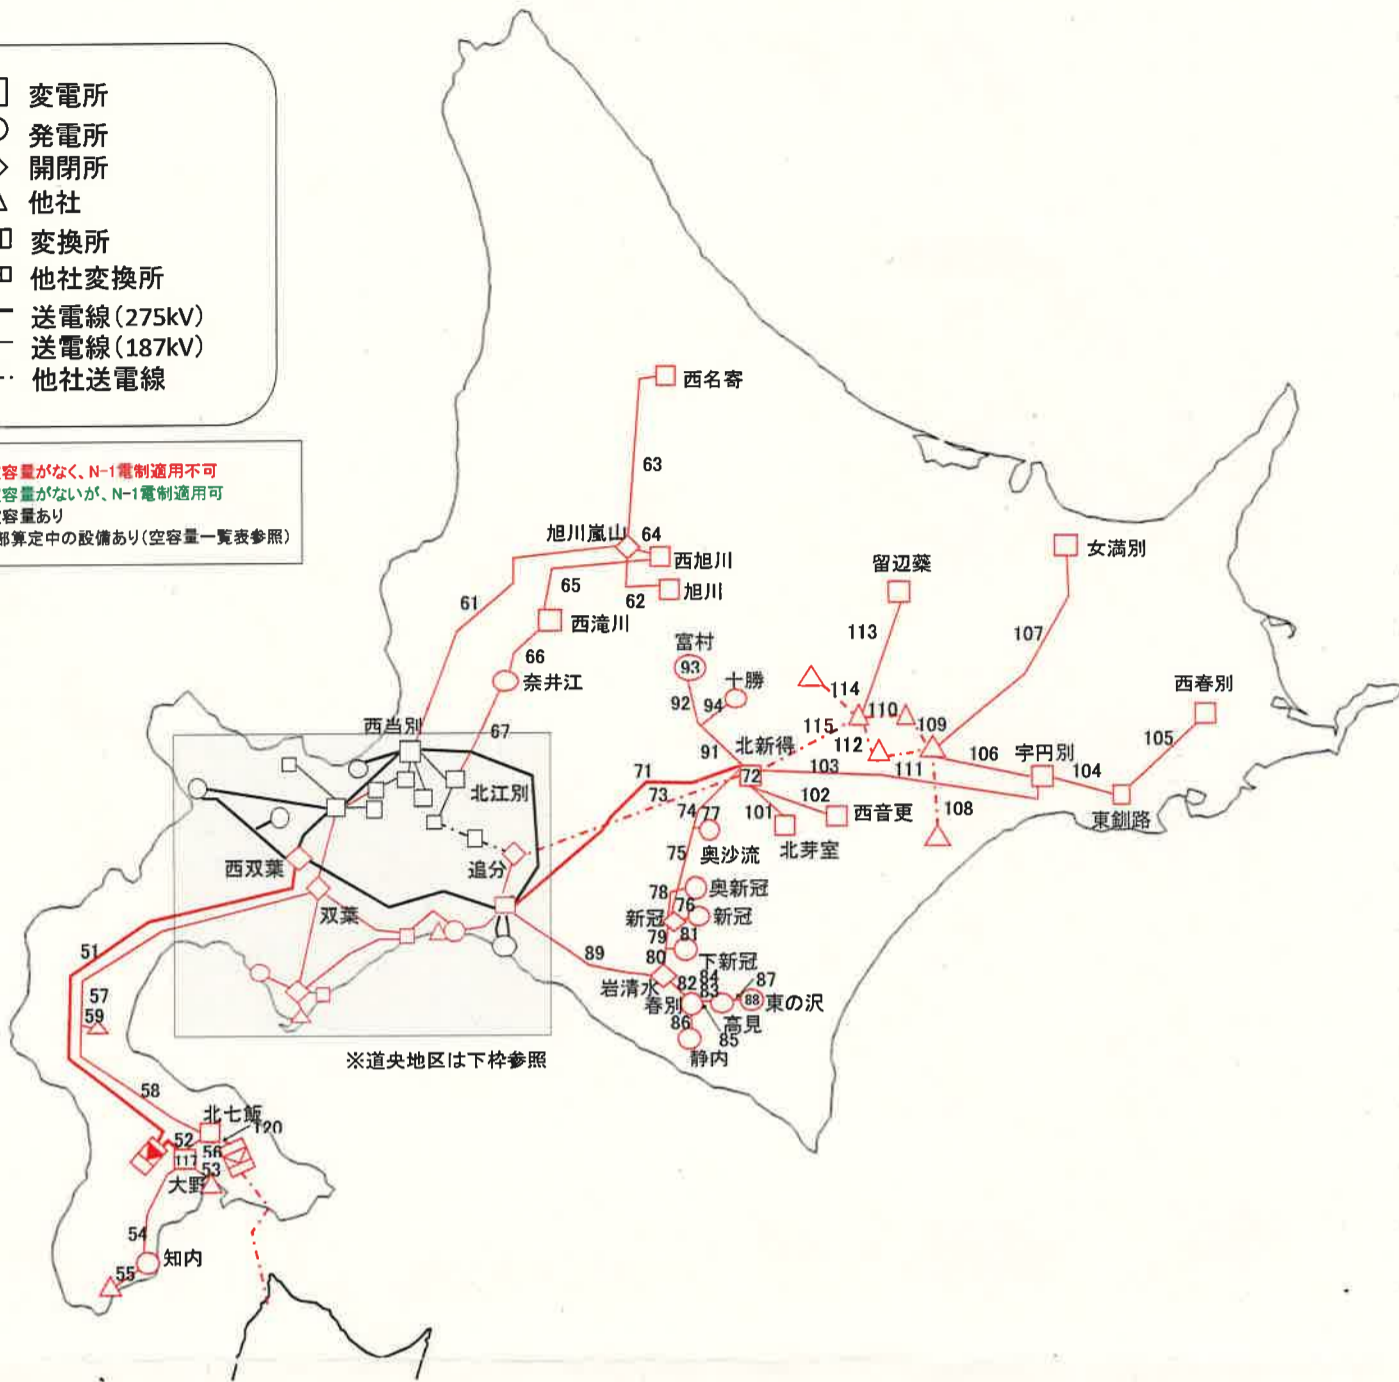 変電所
発電所
開閉所
他社
変換所
他社変換所
送電線(275kV)
送電線(187kV)
他社送電線
容量がなく、N-1電制適用不可
容量がないが、N-1電制適用可
容量あり
部算定中の設備あり(空容量一覧表参照)
西名寄
63
旭川嵐山
64
西旭川
65
62
旭川
61
西滝川
66
奈井江
67
留辺蘂
女満別
113
107
富村
93
十勝
92
94
114
110
109
115
112
西春別
105
91
北新得
106
宇円別
104
111
103
72
71
73
102
西音更
101
北芽室
108
東釧路
74
77
奥沙流
75
西当別
北江別
追分
西双葉
双葉
78
奥新冠
76
新冠
新冠
79
81
下新冠
80
89
岩清水
82
84
83
87
88
東の沢
春別
高見
85
86
静内
51
57
59
※道央地区は下枠参照
58
北七飯
120
52
56
117
53
大野
54
知内
55